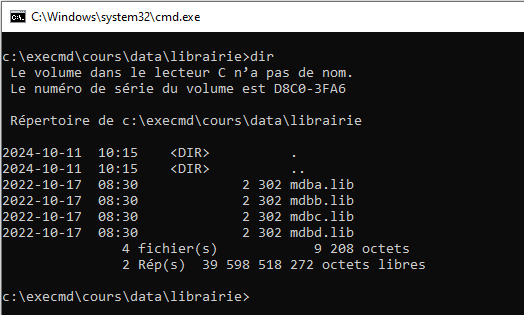 C:\Windows\system32\cmd.exe
c:\execmd\cours\data\librairie>dir
Le volume dans le lecteur C n’a pas de nom.
Le numéro de série du volume est D8C0-3FA6
Répertoire de c:\execmd\cours\data\librairie
2024-10-11  10:15    <DIR>          .
2024-10-11  10:15    <DIR>          ..
2022-10-17  08:30             2 302 mdba.lib
2022-10-17  08:30             2 302 mdbb.lib
2022-10-17  08:30             2 302 mdbc.lib
2022-10-17  08:30             2 302 mdbd.lib
4 fichier(s)            9 208 octets
2 Rép(s)  39 598 518 272 octets libres
c:\execmd\cours\data\librairie>